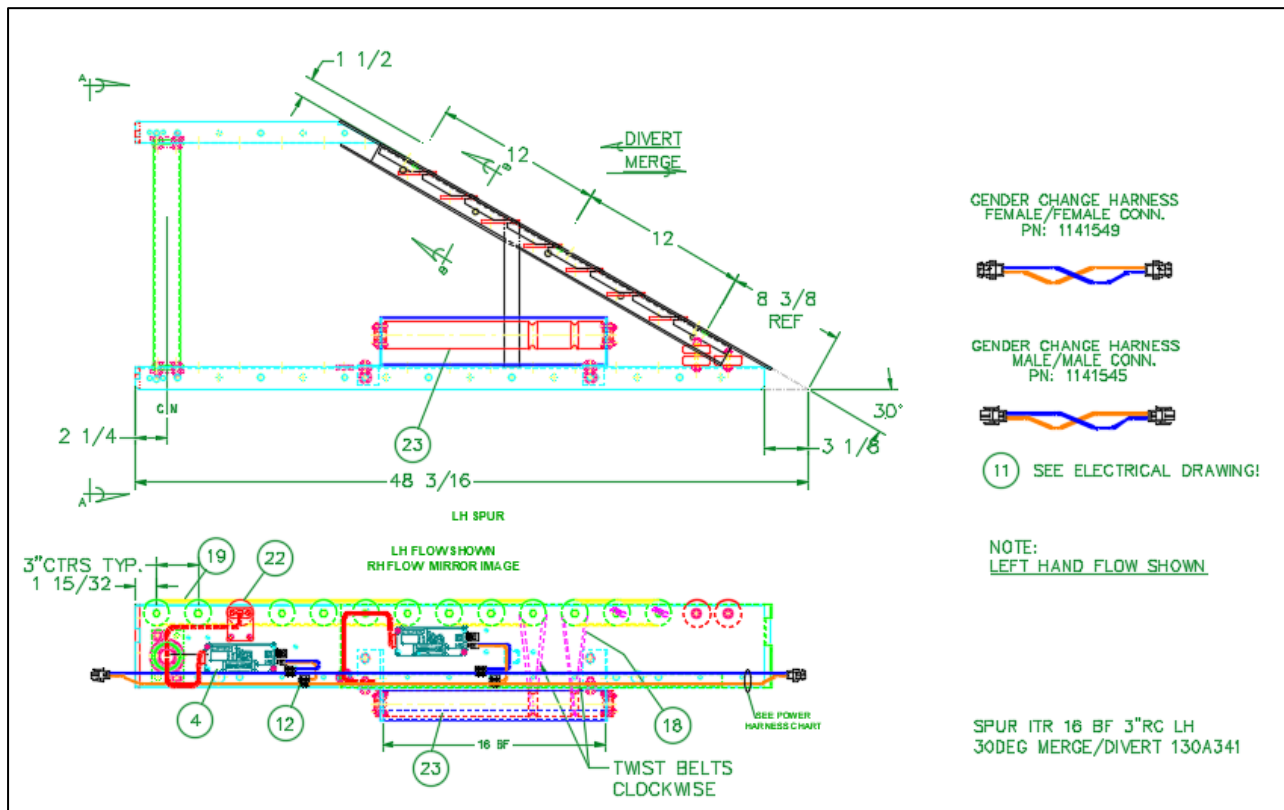 A
1 1/2
12
DIVERT
MERGE
B
12
B
8 3/8
REF
30°
23
2 1/4
3 1/8
48 3/16
A
LH SPUR
LH FLOW SHOWN
RH FLOW MIRROR IMAGE
3"CTRS TYP.
1 15/32
19
22
4
12
23
16 BF
18
SEE POWER
HARNESS CHART
TWIST BELTS
CLOCKWISE
GENDER CHANGE HARNESS
FEMALE/FEMALE CONN.
PN: 1141549
GENDER CHANGE HARNESS
MALE/MALE CONN.
PN: 1141545
11 SEE ELECTRICAL DRAWING!
NOTE:
LEFT HAND FLOW SHOWN
SPUR ITR 16 BF 3"RC LH
30DEG MERGE/DIVERT 130A341